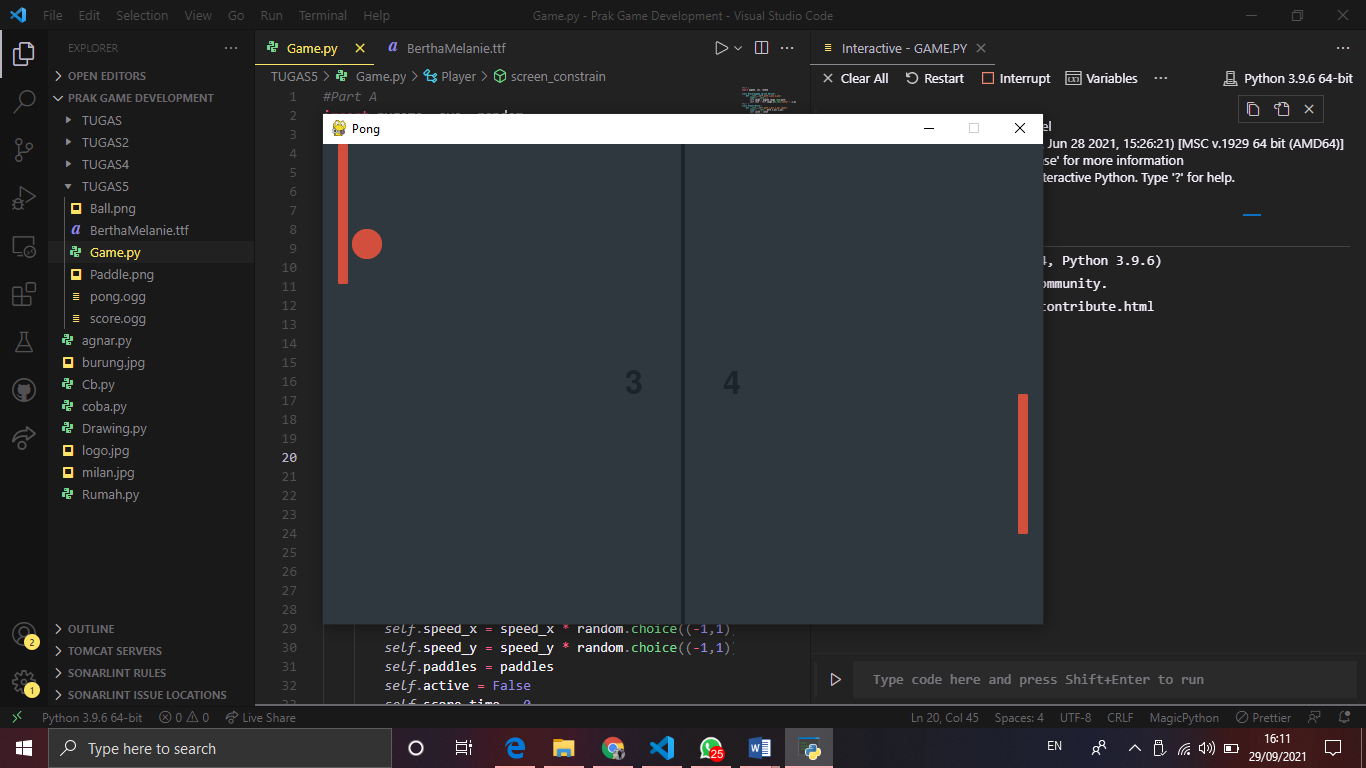 File Edit Selection View Go Run Terminal Help
Game.py - Prak Game Development - Visual Studio Code
EXPLORER
OPEN EDITORS
PRAK GAME DEVELOPMENT
TUGAS
TUGAS2
TUGAS4
TUGAS5
Ball.png
BerthaMelanie.ttf
Game.py
Paddle.png
pong.ogg
score.ogg
agnar.py
burung.jpg
Cb.py
coba.py
Drawing.py
logo.jpg
milan.jpg
Rumah.py
OUTLINE
TOMCAT SERVERS
SONARLINT RULES
SONARLINT ISSUE LOCATIONS
2
1
Game.py
BerthaMelanie.ttf
TUGAS5 > Game.py > Player > screen_constrain
1 #Part A
2
3
4
5
6
7
8
9
10
11
12
13
14
15
16
17
18
19
20
21
22
23
24
25
26
27
28
29 self.speed_x = speed_x * random.choice((-1,1)
30 self.speed_y = speed_y * random.choice((-1,1)
31 self.paddles = paddles
32 self.active = False
Pong
3 4
Interactive - GAME.PY
Clear All Restart Interrupt Variables Python 3.9.6 64-bit
el
Jun 28 2021, 15:26:21) [MSC v.1929 64 bit (AMD64)]
se' for more information
nteractive Python. Type '?' for help.
4, Python 3.9.6)
ommunity.
contribute.html
Type code here and press Shift+Enter to run
Python 3.9.6 64-bit 0 0 Live Share
Ln 20, Col 45 Spaces: 4 UTF-8 CRLF MagicPython Prettier
Type here to search
25
EN
16:11
29/09/2021